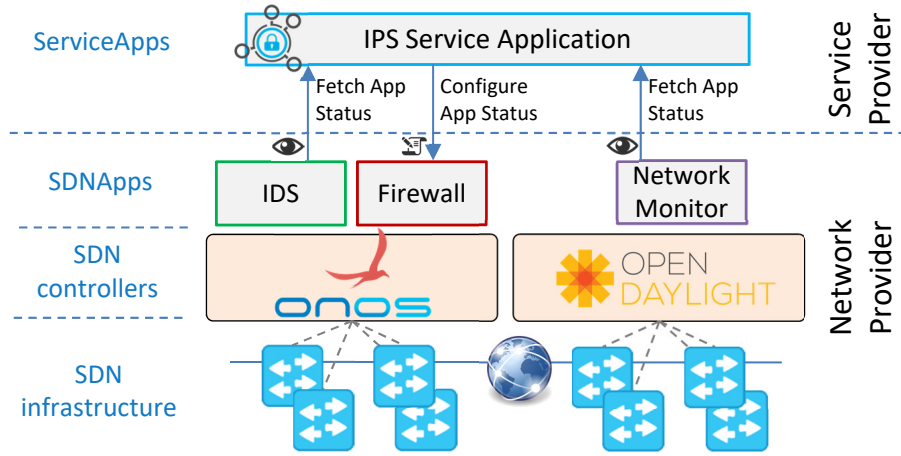 ServiceApps
IPS Service Application
Fetch App
Status
Configure
App Status
Fetch App
Status
Service
Provider
SDNApps
IDS
Firewall
Network
Monitor
SDN
controllers
onos
OPEN
DAYLIGHT
Network
Provider
SDN
infrastructure